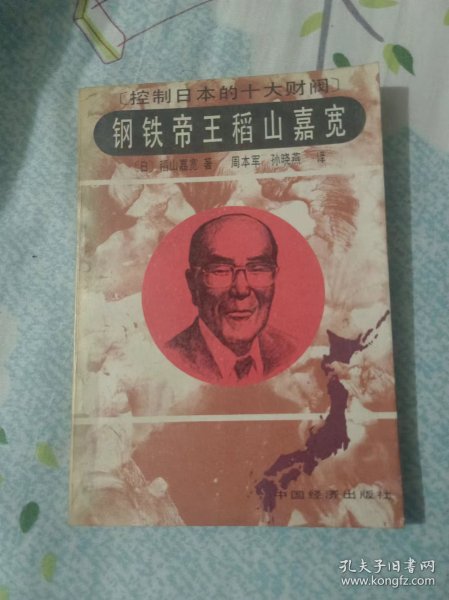 〔控制日本的十大财阀〕
钢铁帝王稻山嘉宽
〔日〕稻山嘉宽 著 周本军 孙晓燕 译
中国经济出版社
孔夫子旧书网
www.kongfz.com